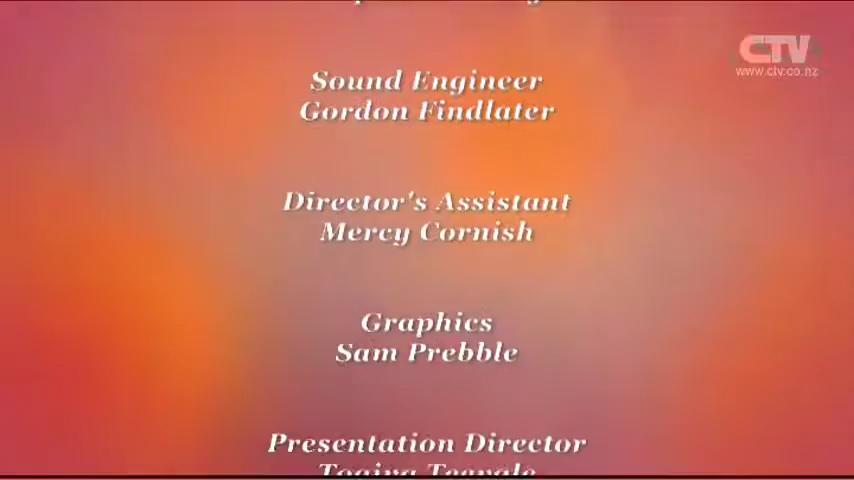 CTV
www.ctv.co.nz
Sound Engineer
Gordon Findlater
Director's Assistant
Mercy Cornish
Graphics
Sam Prebble
Presentation Director